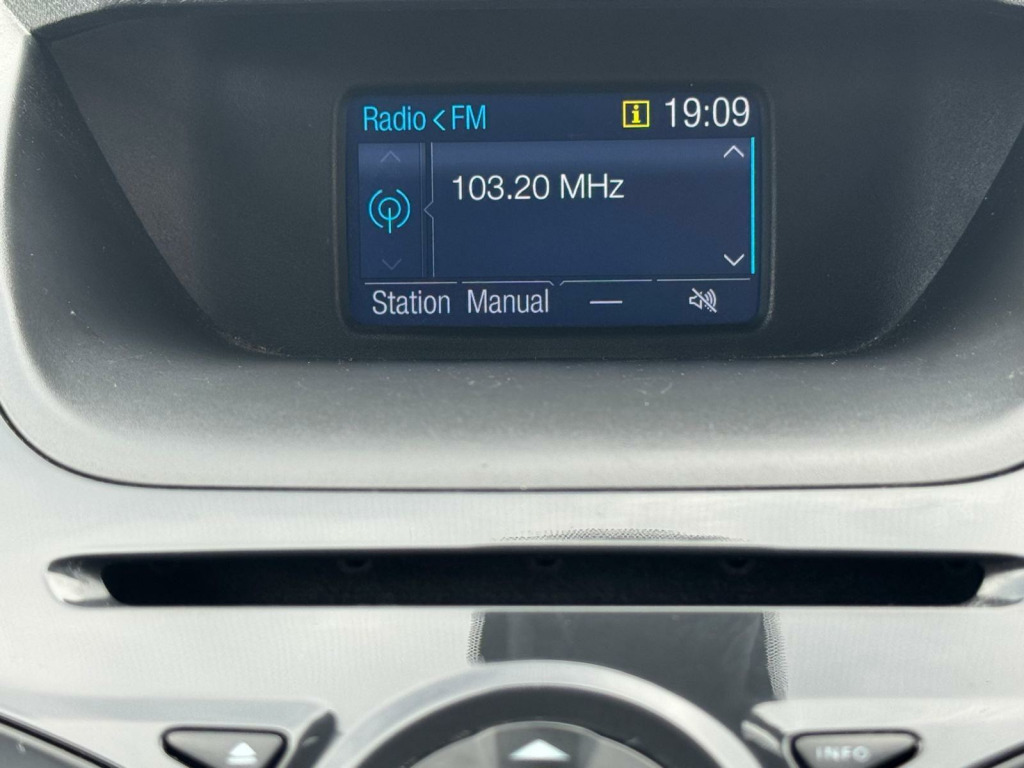 Radio < FM i 19:09
103.20 MHz
Station Manual —
INFO